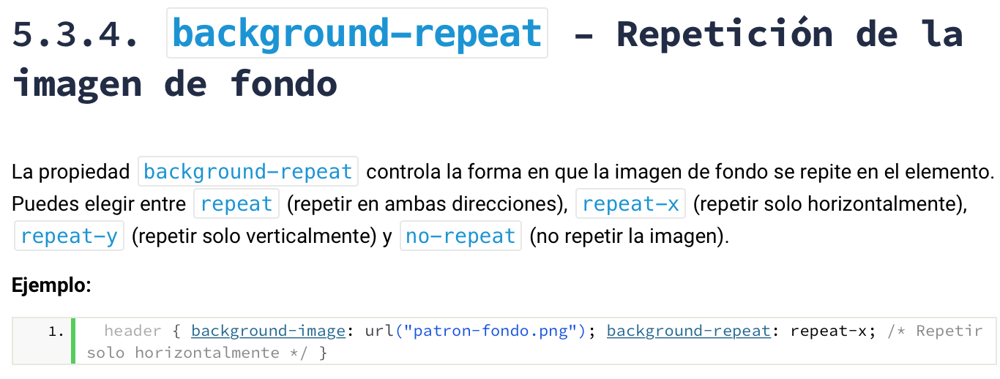 5.3.4. background-repeat – Repetición de la
imagen de fondo
La propiedad background-repeat controla la forma en que la imagen de fondo se repite en el elemento.
Puedes elegir entre repeat (repetir en ambas direcciones), repeat-x (repetir solo horizontalmente),
repeat-y (repetir solo verticalmente) y no-repeat (no repetir la imagen).
Ejemplo:
1. header { background-image: url("patron-fondo.png"); background-repeat: repeat-x; /* Repetir
solo horizontalmente */ }